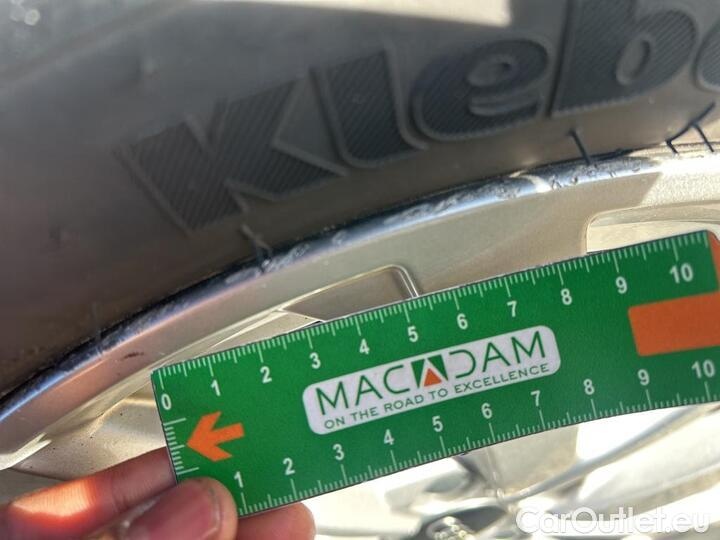 Klebe
0 1 2 3 4 5 6 7 8 9 10
MACADAM
ON THE ROAD TO EXCELLENCE
1 2 3 4 5 6 7 8 9 10
CarOutlet.eu